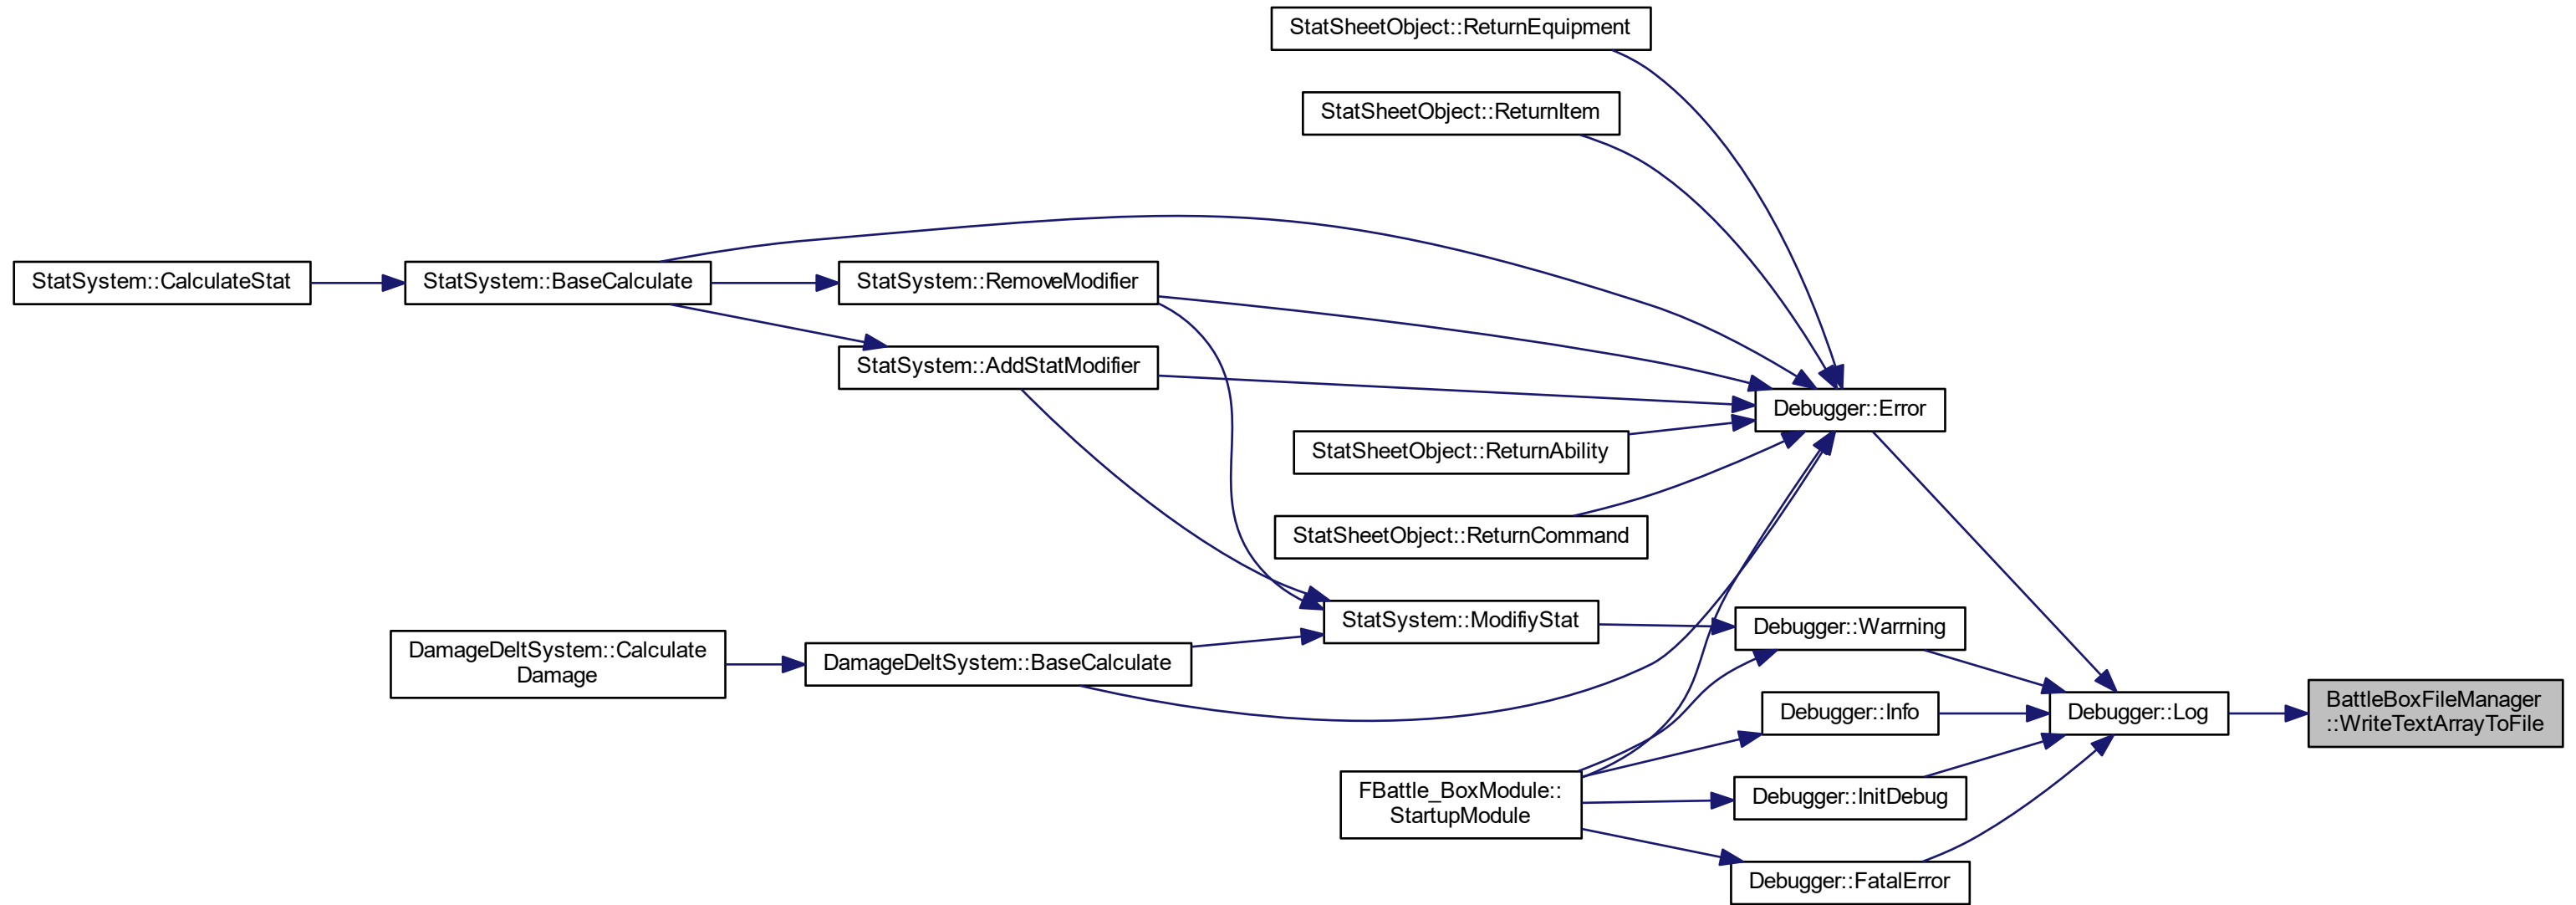 StatSheetObject::ReturnEquipment
StatSheetObject::ReturnItem
StatSystem::CalculateStat
StatSystem::BaseCalculate
StatSystem::RemoveModifier
StatSystem::AddStatModifier
Debugger::Error
StatSheetObject::ReturnAbility
StatSheetObject::ReturnCommand
StatSystem::ModifiyStat
Debugger::Warrning
DamageDeltSystem::Calculate
Damage
DamageDeltSystem::BaseCalculate
Debugger::Info
Debugger::Log
BattleBoxFileManager
::WriteTextArrayToFile
FBattle_BoxModule::
StartupModule
Debugger::InitDebug
Debugger::FatalError